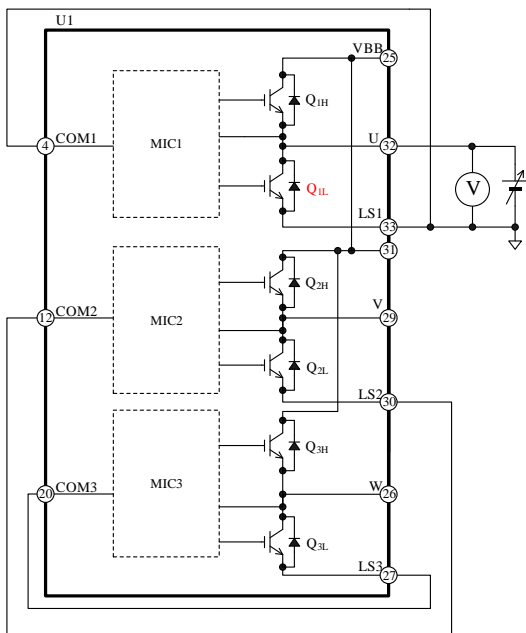 U1
VBB
25
Q1H
4
COM1
MIC1
U
32
V
Q1L
LS1
33
31
Q2H
12
COM2
MIC2
V
29
Q2L
LS2
30
Q3H
20
COM3
MIC3
W
26
Q3L
LS3
27